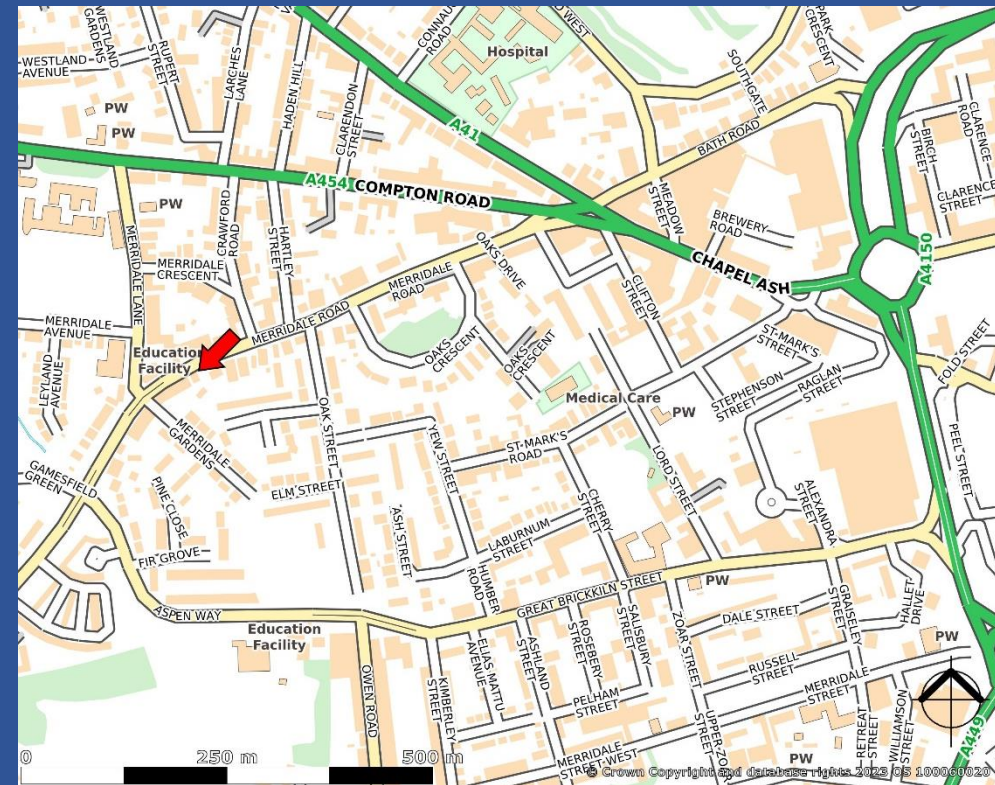 WESTLAND
GARDENS
WESTLAND
AVENUE
RUPERT
STREET
LARCHES
LANE
HADEN HILL
CLARENDON
STREET
CONNAU
ROAD
Hospital
WEST
PARK
CRESCENT
SOUTHGATE
BATH ROAD
BIRCH
STREET
CLARENCE
ROAD
CLARENCE
STREET
PW
PW
A41
A454 COMPTON ROAD
PW
CRAWFORD
ROAD
HARTLEY
STREET
MERRIDALE LANE
MERRIDALE
CRESCENT
MEADOW
STREET
BREWERY
ROAD
CHAPEL ASH
A4150
OAKS DRIVE
MERRIDALE
ROAD
CLIFTON
STREET
MERRIDALE ROAD
MERRIDALE
AVENUE
LEYLAND
AVENUE
Education
Facility
OAKS
CRESCENT
OAKS
CRESCENT
ST-MARK'S
STREET
STEPHENSON
STREET
RAGLAN
STREET
FOLD STREET
Medical Care
PW
MERRIDALE
GARDENS
OAK STREET
YEW STREET
ST-MARK'S
ROAD
LORD STREET
PEEL STREET
GAMESFIELD
GREEN
PINE CLOSE
ELM STREET
ASH STREET
CHERRY
STREET
LABURNUM
STREET
ALEXANDRA
STREET
FIR GROVE
HUMBER
ROAD
GREAT BRICKKILN STREET
PW
ASPEN WAY
Education
Facility
ELIAS MATTU
AVENUE
ASHLAND
STREET
ROSEBERY
STREET
SALISBURY
STREET
ZOAR STREET
DALE STREET
GRAISELEY
STREET
HALLET
DRIVE
PW
OWEN ROAD
KIMBERLEY
STREET
PELHAM
STREET
RUSSELL
STREET
MERRIDALE
STREET
MERRIDALE
STREET-WEST
RETREAT
STREET
WILLIAMSON
STREET
PW
A449
0 250 m 500 m
© Crown Copyright and database rights 2023 OS 100060020